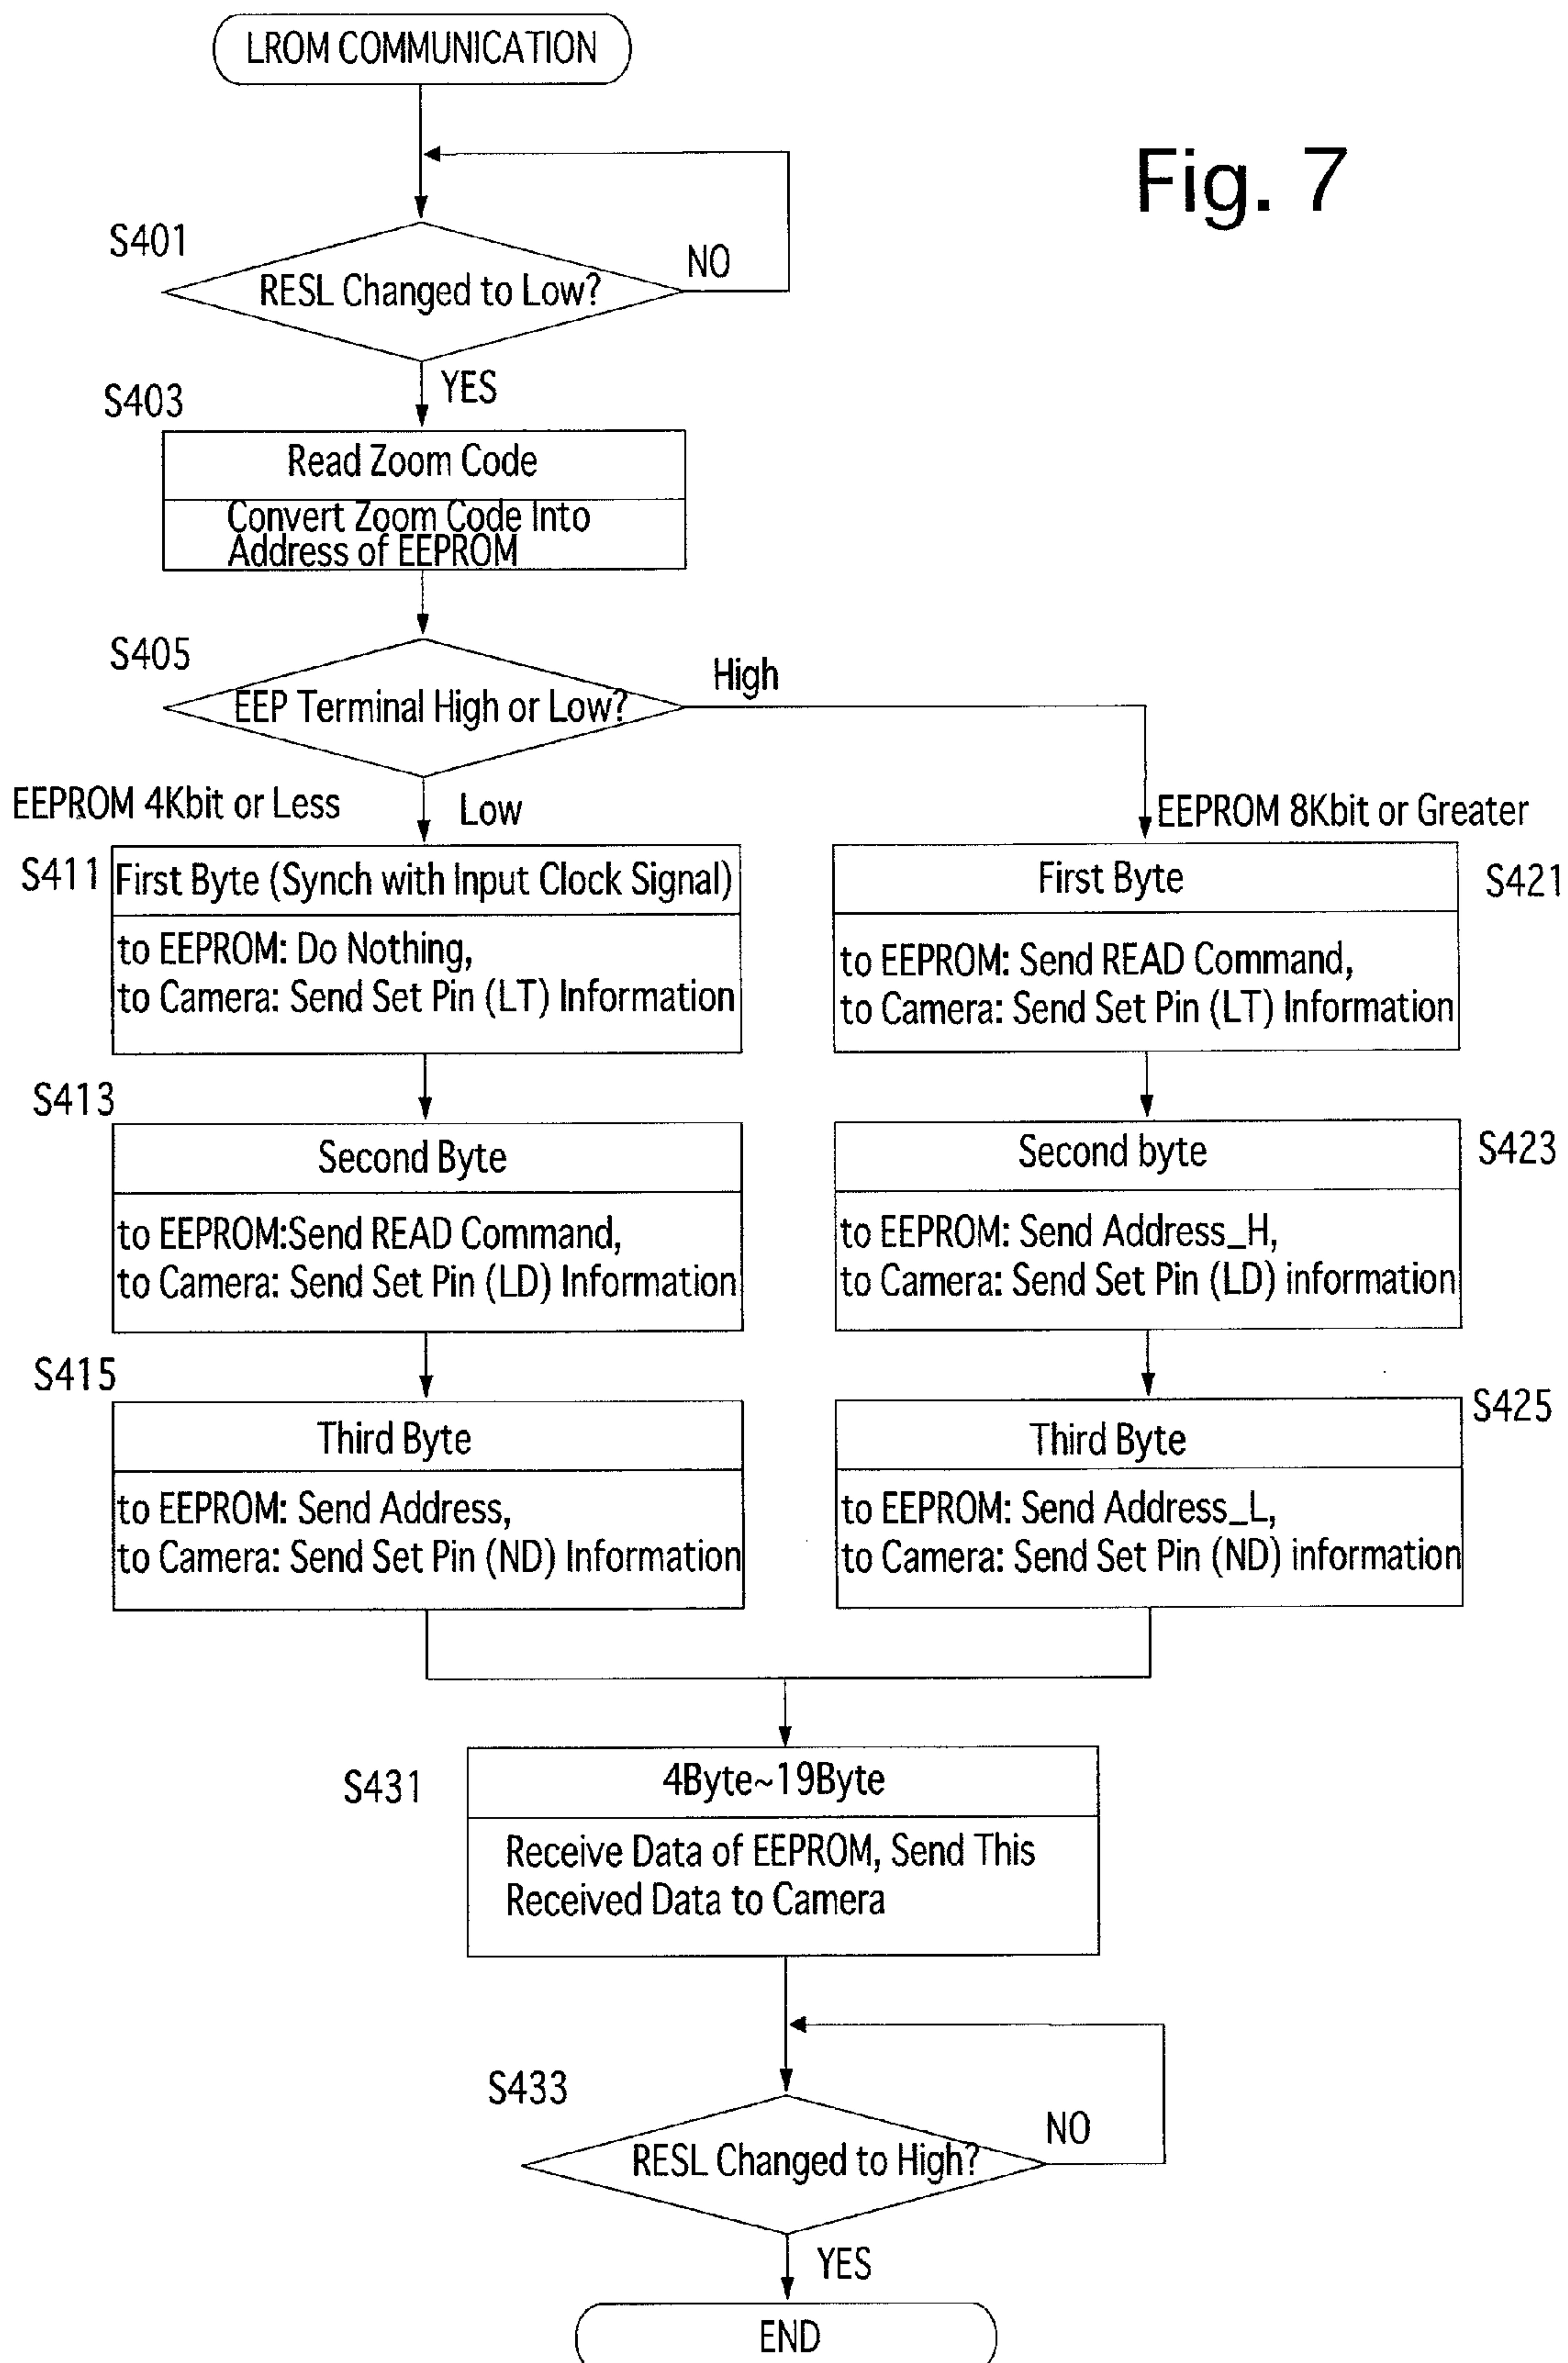 LROM COMMUNICATION
Fig. 7
S401
RESL Changed to Low?
NO
YES
S403
Read Zoom Code
Convert Zoom Code Into
Address of EEPROM
S405
EEP Terminal High or Low?
High
EEPROM 4Kbit or Less
Low
EEPROM 8Kbit or Greater
S411
First Byte (Synch with Input Clock Signal)
to EEPROM: Do Nothing,
to Camera: Send Set Pin (LT) Information
First Byte
S421
to EEPROM: Send READ Command,
to Camera: Send Set Pin (LT) Information
S413
Second Byte
to EEPROM:Send READ Command,
to Camera: Send Set Pin (LD) Information
Second byte
S423
to EEPROM: Send Address_H,
to Camera: Send Set Pin (LD) information
S415
Third Byte
to EEPROM: Send Address,
to Camera: Send Set Pin (ND) Information
S425
Third Byte
to EEPROM: Send Address_L,
to Camera: Send Set Pin (ND) information
S431
4Byte~19Byte
Receive Data of EEPROM, Send This
Received Data to Camera
S433
RESL Changed to High?
NO
YES
END